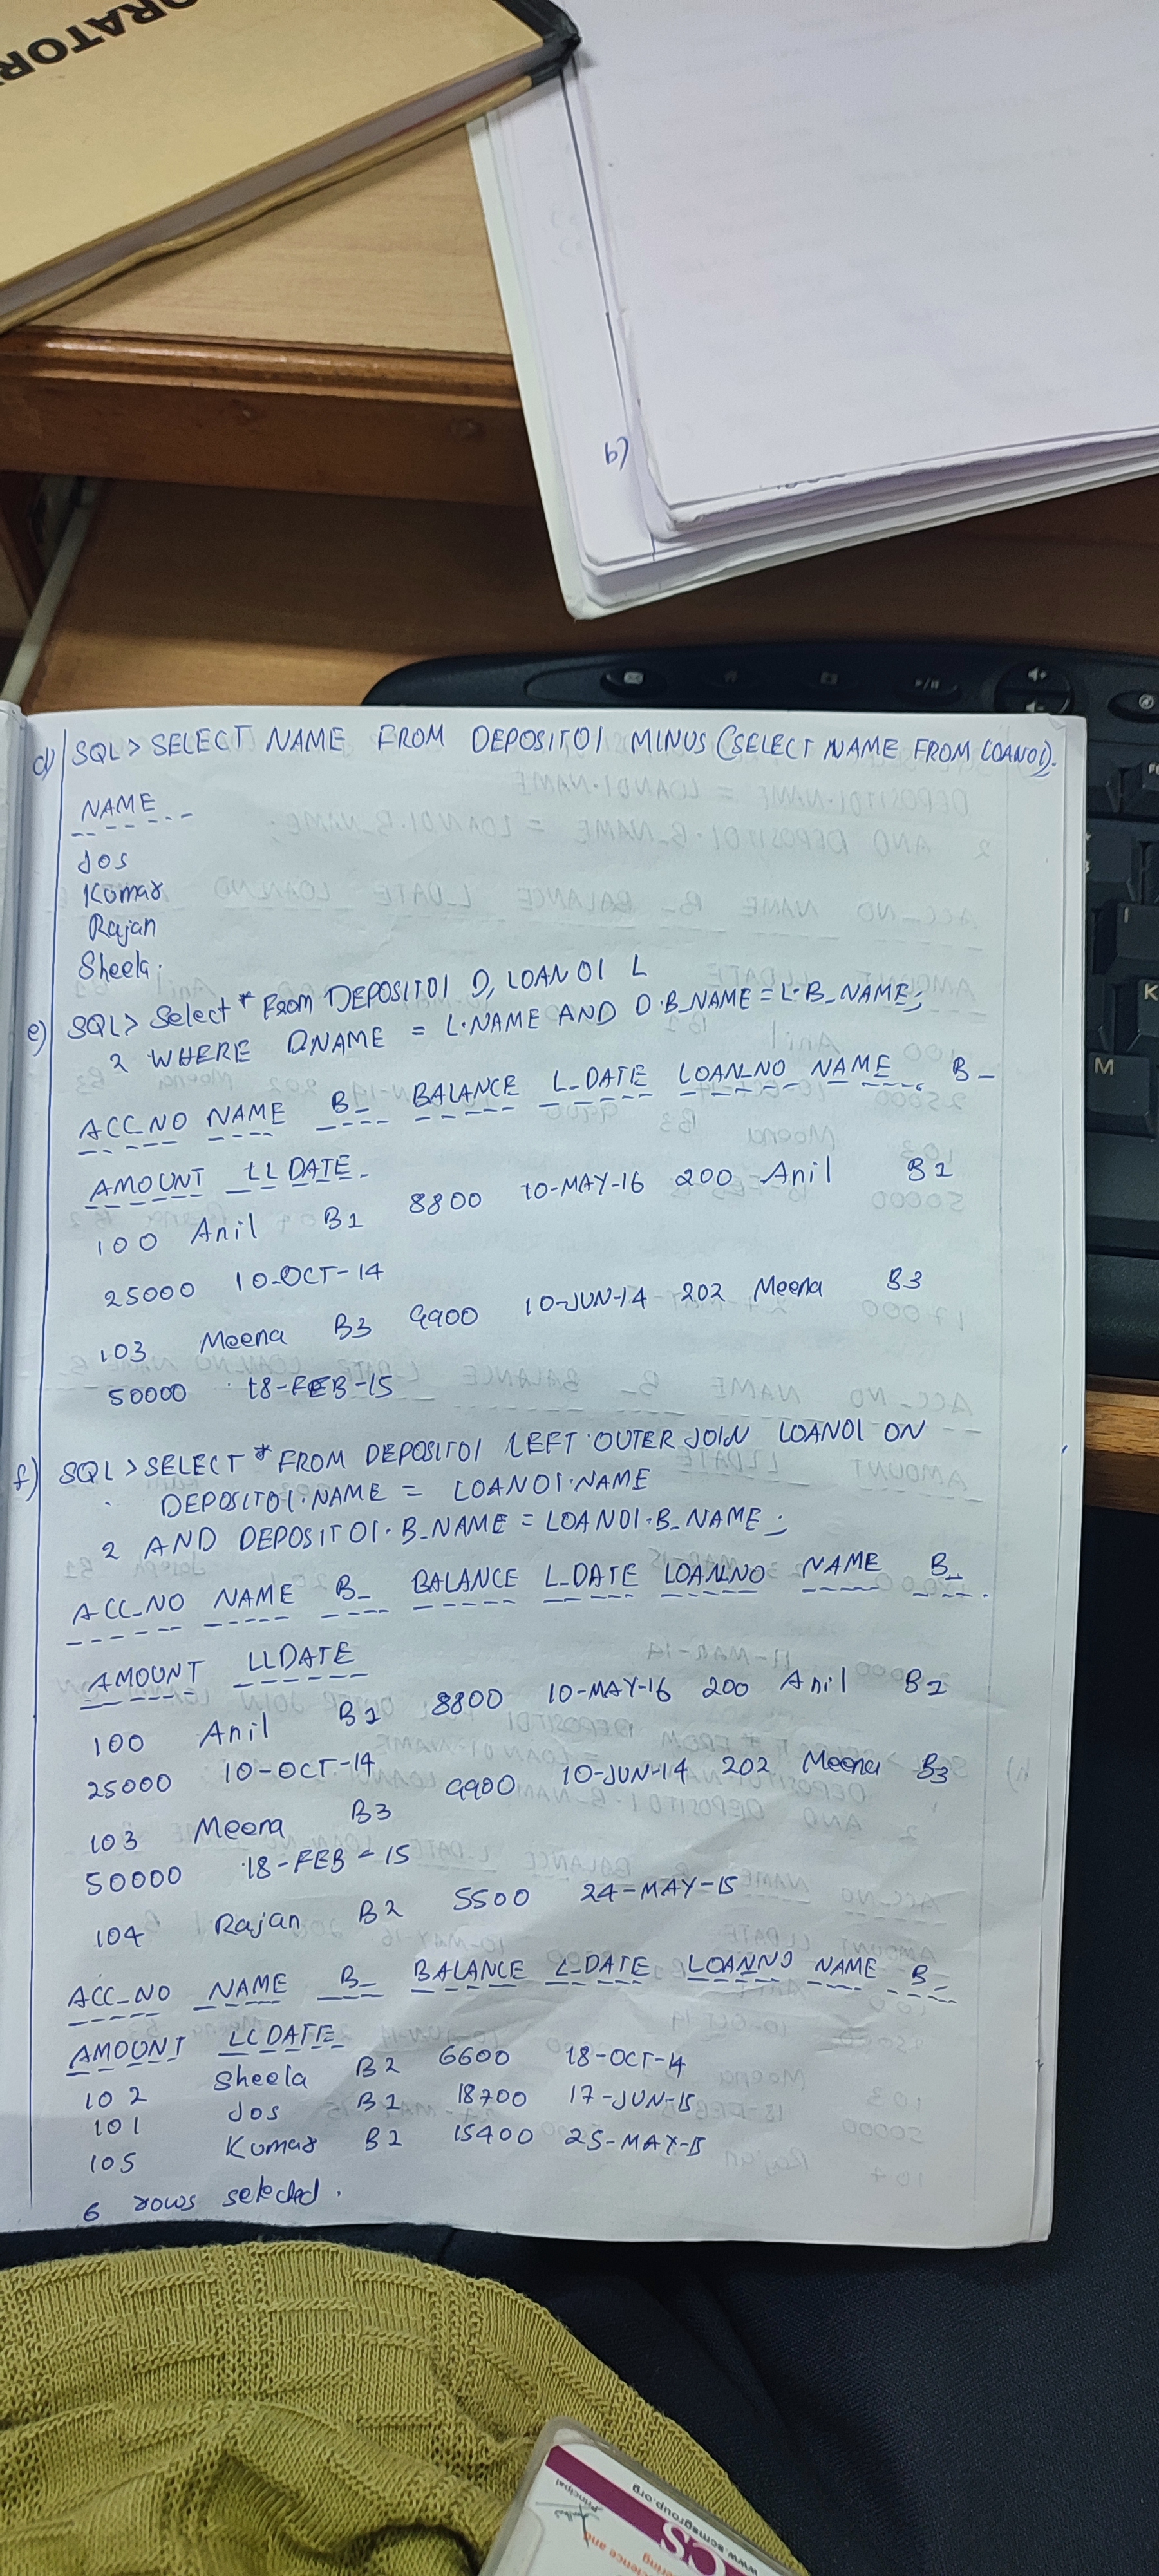 ORATOR
b)
d) SQL > SELECT NAME FROM DEPOSIT01 MINUS (SELECT NAME FROM LOAN01).
NAME
Jos
Kumar
Rajan
Sheela.
e) SQL> Select * From DEPOSIT01 D, LOAN01 L
2 WHERE D.NAME = L.NAME AND D.B_NAME = L.B_NAME;
ACC_NO NAME B_ BALANCE L_DATE LOANNO NAME B_
AMOUNT LLDATE
100 Anil B1 8800 10-MAY-16 200 Anil B1
25000 10-OCT-14
103 Meena B3 9900 10-JUN-14 202 Meena B3
50000 18-FEB-15
f) SQL > SELECT * FROM DEPOSIT01 LEFT OUTER JOIN LOAN01 ON
DEPOSIT01.NAME = LOAN01.NAME
2 AND DEPOSIT01.B_NAME = LOAN01.B_NAME;
ACC_NO NAME B_ BALANCE L_DATE LOANNO NAME B_
AMOUNT LLDATE
100 Anil B1 8800 10-MAY-16 200 Anil B1
25000 10-OCT-14
103 Meena B3 9900 10-JUN-14 202 Meena B3
50000 18-FEB-15
104 Rajan B2 5500 24-MAY-15
ACC_NO NAME B_ BALANCE L_DATE LOANNO NAME B_
AMOUNT LLDATE
102 Sheela B2 6600 18-OCT-14
101 Jos B1 18700 17-JUN-15
105 Kumar B1 15400 25-MAY-15
6 rows selected.
I
K
M
Principal
www.scmsgroup.org
CS